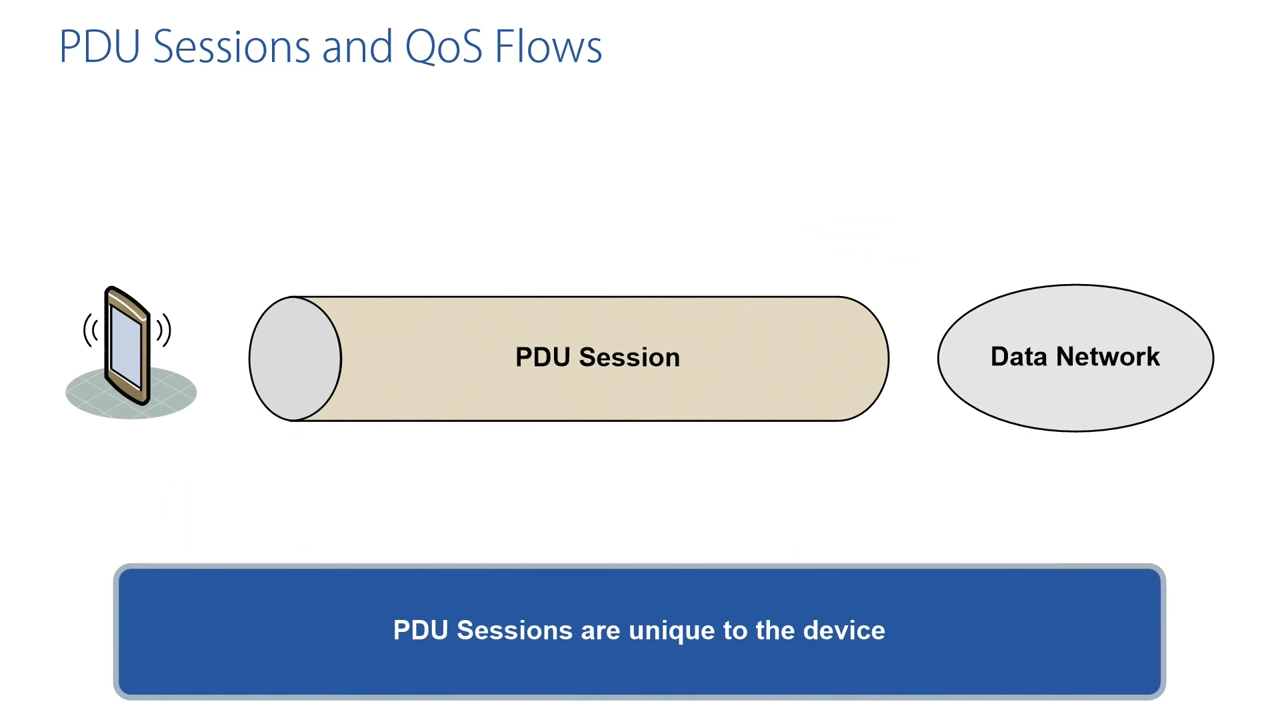 PDU Sessions and QoS Flows
PDU Session
Data Network
PDU Sessions are unique to the device